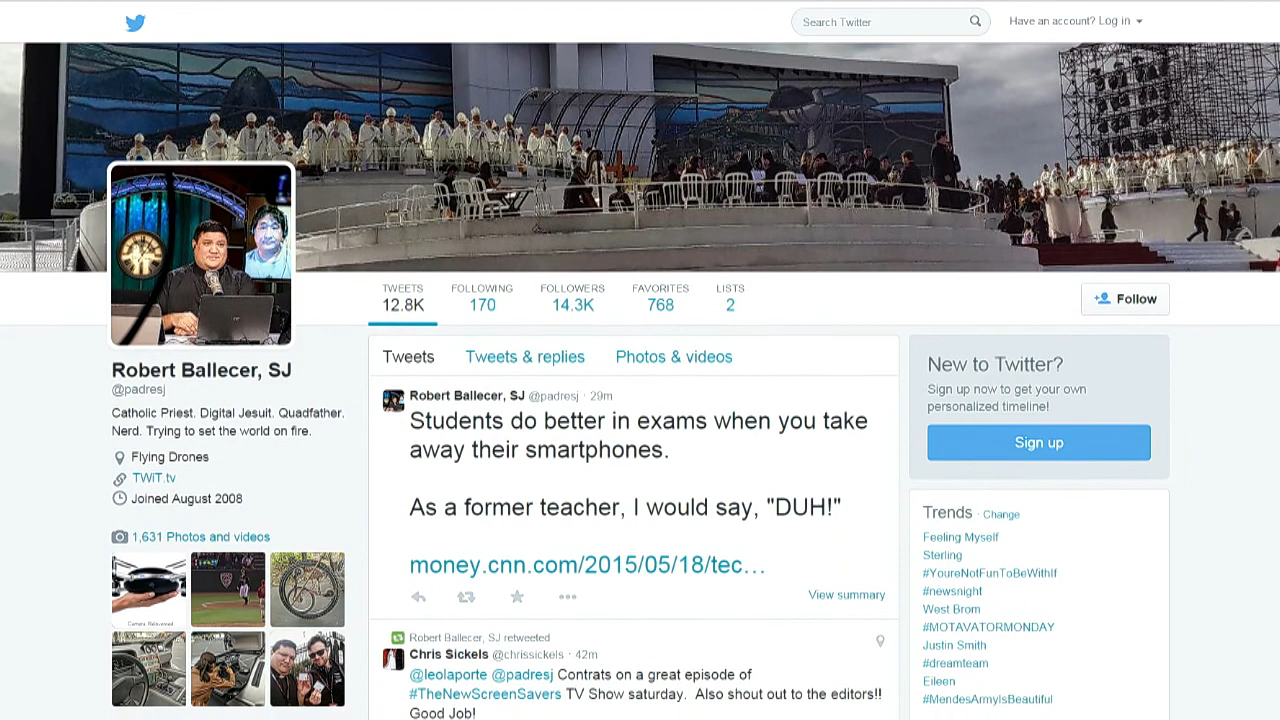 Search Twitter
Have an account? Log in
TWEETS
12.8K
FOLLOWING
170
FOLLOWERS
14.3K
FAVORITES
768
LISTS
2
Follow
Robert Ballecer, SJ
@padresj
Catholic Priest. Digital Jesuit. Quadfather.
Nerd. Trying to set the world on fire.
Flying Drones
TWiT.tv
Joined August 2008
1,631 Photos and videos
Tweets
Tweets & replies
Photos & videos
Robert Ballecer, SJ @padresj · 29m
Students do better in exams when you take
away their smartphones.
As a former teacher, I would say, "DUH!"
money.cnn.com/2015/05/18/tec…
View summary
Robert Ballecer, SJ retweeted
Chris Sickels @chrissickels · 42m
@leolaporte @padresj Contrats on a great episode of
#TheNewScreenSavers TV Show saturday. Also shout out to the editors!!
Good Job!
New to Twitter?
Sign up now to get your own
personalized timeline!
Sign up
Trends · Change
Feeling Myself
Sterling
#YoureNotFunToBeWithIf
#newsnight
West Brom
#MOTAVATORMONDAY
Justin Smith
#dreamteam
Eileen
#MendesArmyIsBeautiful